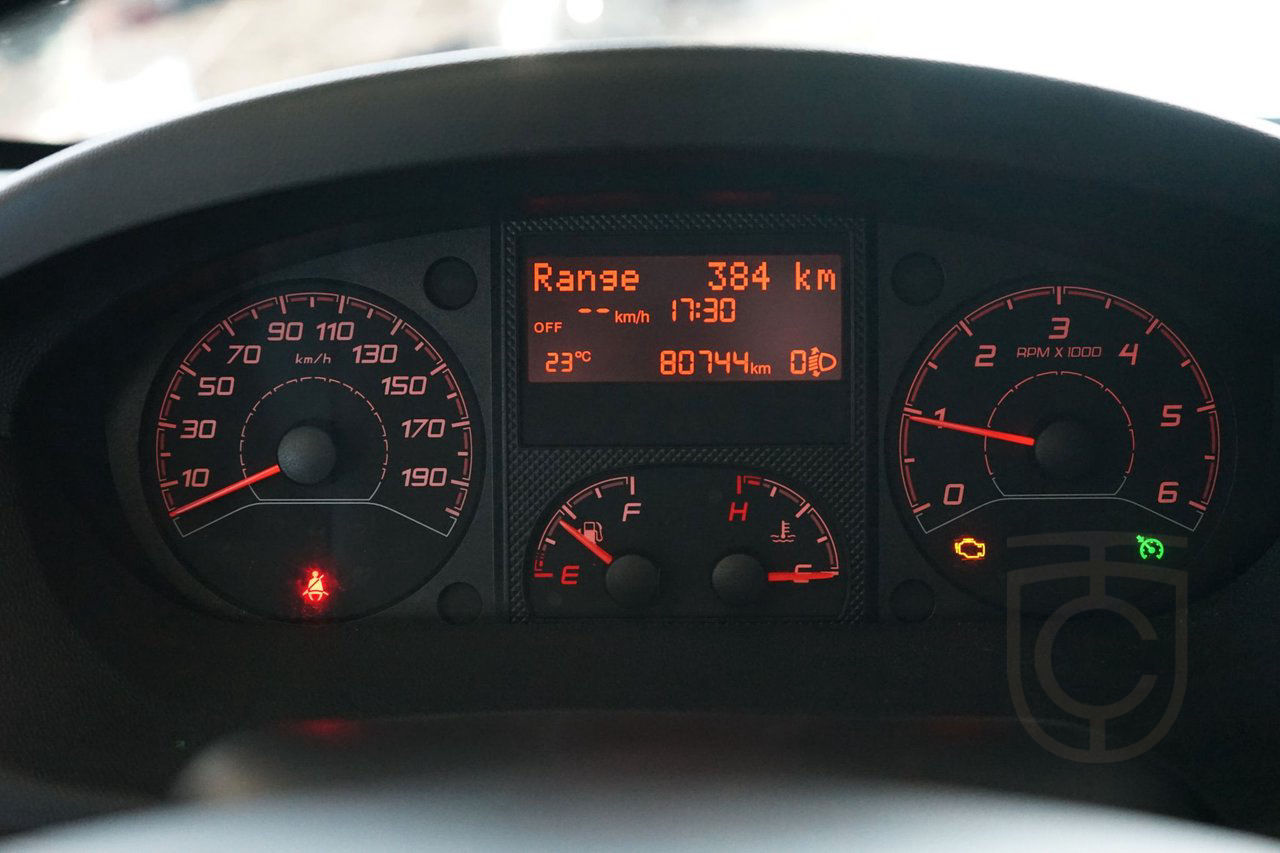 Range 384 km
-- km/h 17:30
OFF
23°C 80744km 0
90 110
70 km/h 130
50 150
30 170
10 190
3
2 RPM X 1000 4
1 5
0 6
F H
E C
TC